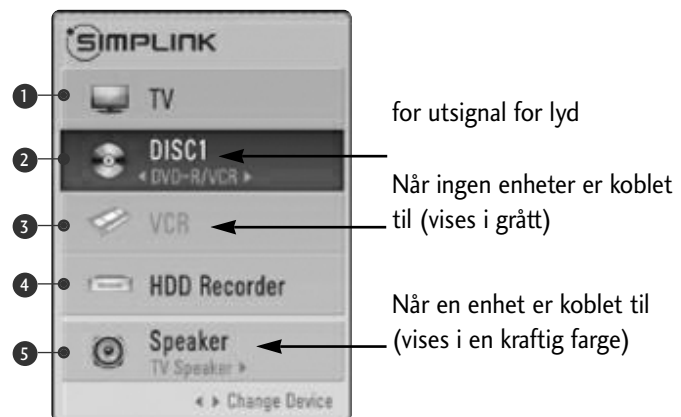 SIMPLINK
1 TV
2 DISC1
◂ DVD-R/VCR ▸
3 VCR
4 HDD Recorder
5 Speaker
TV Speaker ▸
◂ ▸ Change Device
for utsignal for lyd
Når ingen enheter er koblet
til (vises i grått)
Når en enhet er koblet til
(vises i en kraftig farge)